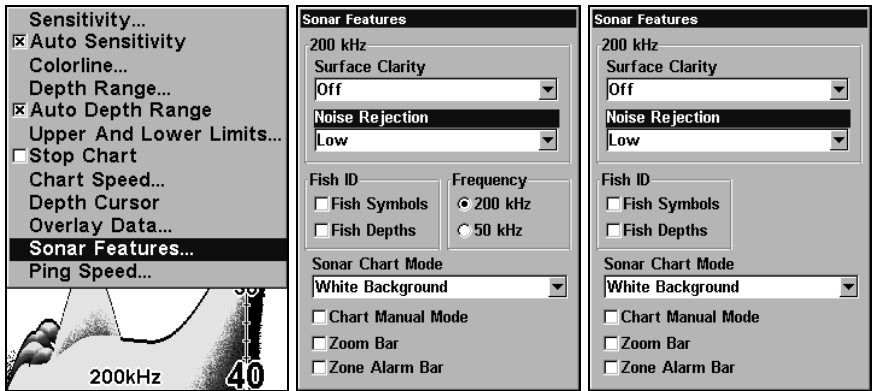 Sensitivity...
Auto Sensitivity
Colorline...
Depth Range...
Auto Depth Range
Upper And Lower Limits...
Stop Chart
Chart Speed...
Depth Cursor
Overlay Data...
Sonar Features...
Ping Speed...
30
200kHz
40
Sonar Features
200 kHz
Surface Clarity
Off
Noise Rejection
Low
Fish ID
Fish Symbols
Fish Depths
Frequency
200 kHz
50 kHz
Sonar Chart Mode
White Background
Chart Manual Mode
Zoom Bar
Zone Alarm Bar
Sonar Features
200 kHz
Surface Clarity
Off
Noise Rejection
Low
Fish ID
Fish Symbols
Fish Depths
Sonar Chart Mode
White Background
Chart Manual Mode
Zoom Bar
Zone Alarm Bar